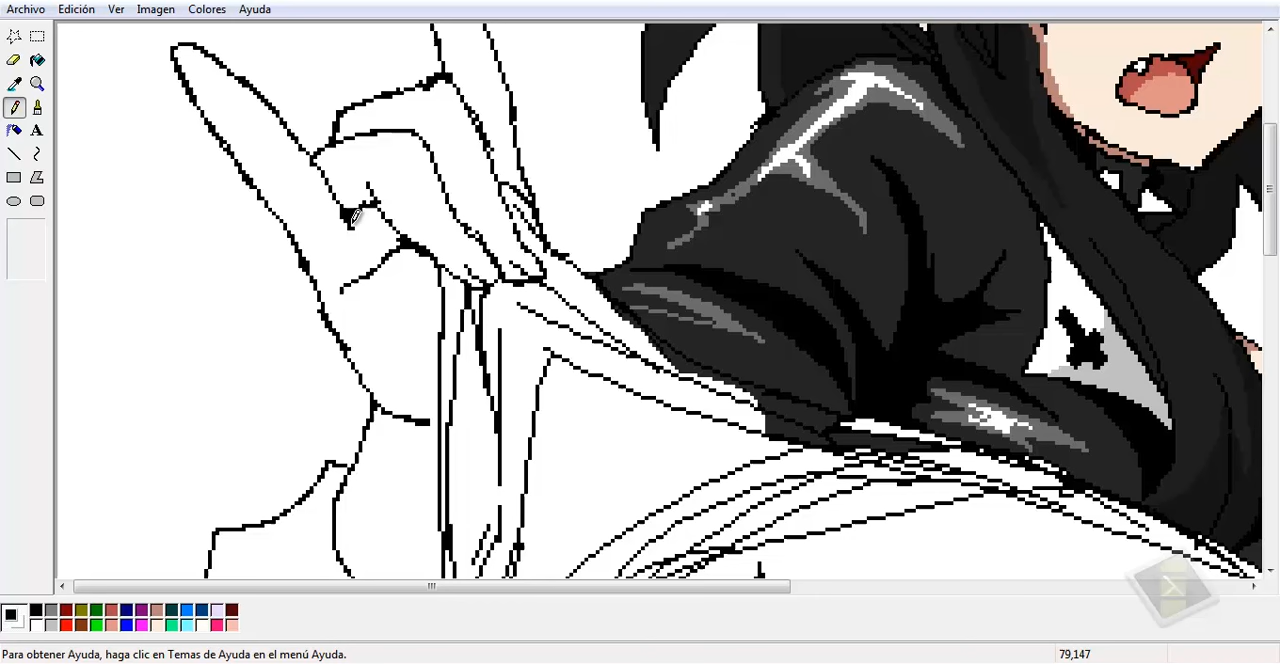 Archivo Edición Ver Imagen Colores Ayuda
A
Para obtener Ayuda, haga clic en Temas de Ayuda en el menú Ayuda. 79,147